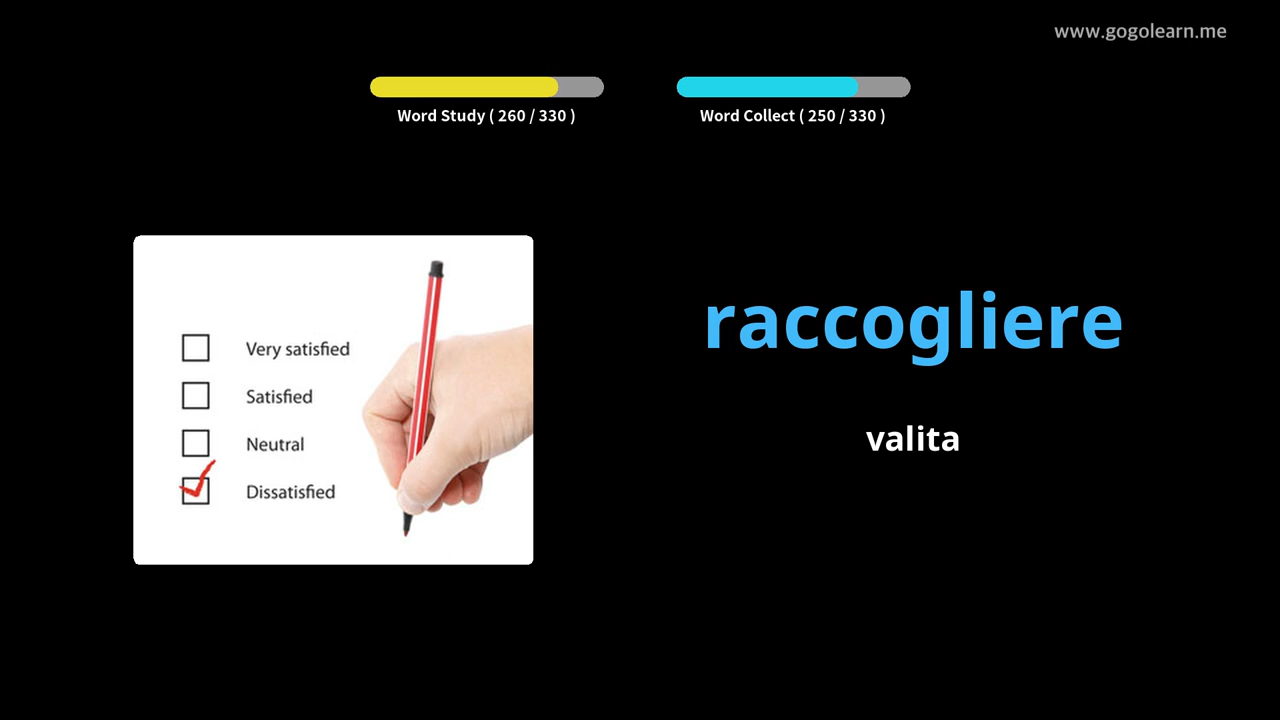 www.gogolearn.me
Word Study ( 260 / 330 )
Word Collect ( 250 / 330 )
Very satisfied
Satisfied
Neutral
Dissatisfied
raccogliere
valita